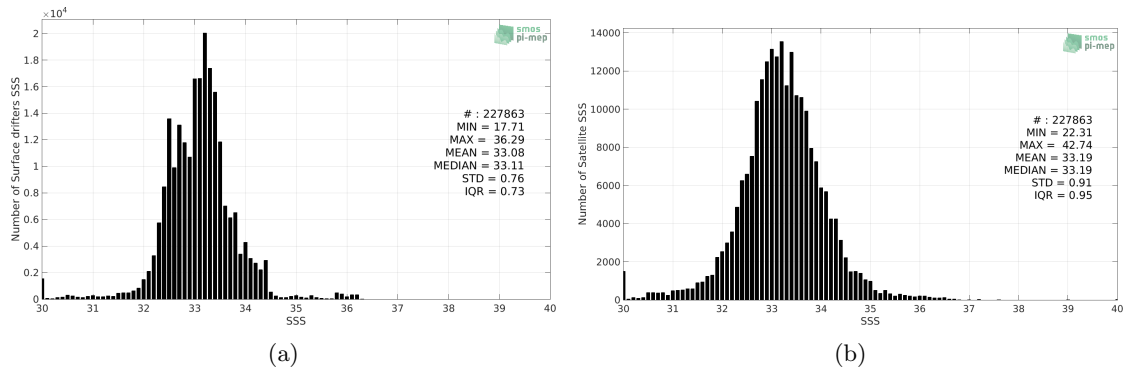 ×10⁴
2
1.8
1.6
1.4
1.2
1
0.8
0.6
0.4
0.2
0
Number of Surface drifters SSS
smos
pi-mep
# : 227863
MIN = 17.71
MAX = 36.29
MEAN = 33.08
MEDIAN = 33.11
STD = 0.76
IQR = 0.73
30 31 32 33 34 35 36 37 38 39 40
SSS
(a)
14000
12000
10000
8000
6000
4000
2000
0
Number of Satellite SSS
smos
pi-mep
# : 227863
MIN = 22.31
MAX = 42.74
MEAN = 33.19
MEDIAN = 33.19
STD = 0.91
IQR = 0.95
30 31 32 33 34 35 36 37 38 39 40
SSS
(b)